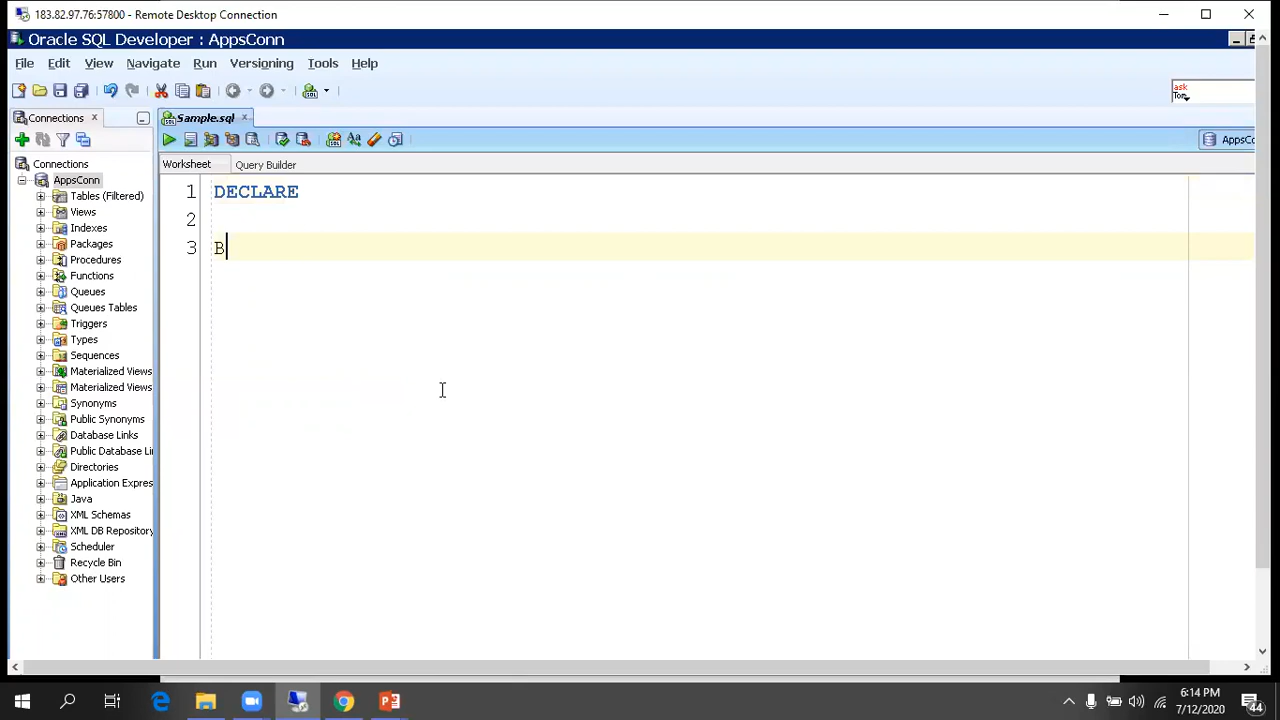 183.82.97.76:57800 - Remote Desktop Connection
Oracle SQL Developer : AppsConn
File Edit View Navigate Run Versioning Tools Help
ask
Tom
Connections
Sample.sql
AppsConn
Worksheet Query Builder
Connections
AppsConn
Tables (Filtered)
Views
Indexes
Packages
Procedures
Functions
Queues
Queues Tables
Triggers
Types
Sequences
Materialized Views
Materialized Views
Synonyms
Public Synonyms
Database Links
Public Database Li
Directories
Application Expres
Java
XML Schemas
XML DB Repository
Scheduler
Recycle Bin
Other Users
1 DECLARE
2
3 B
6:14 PM
7/12/2020
44